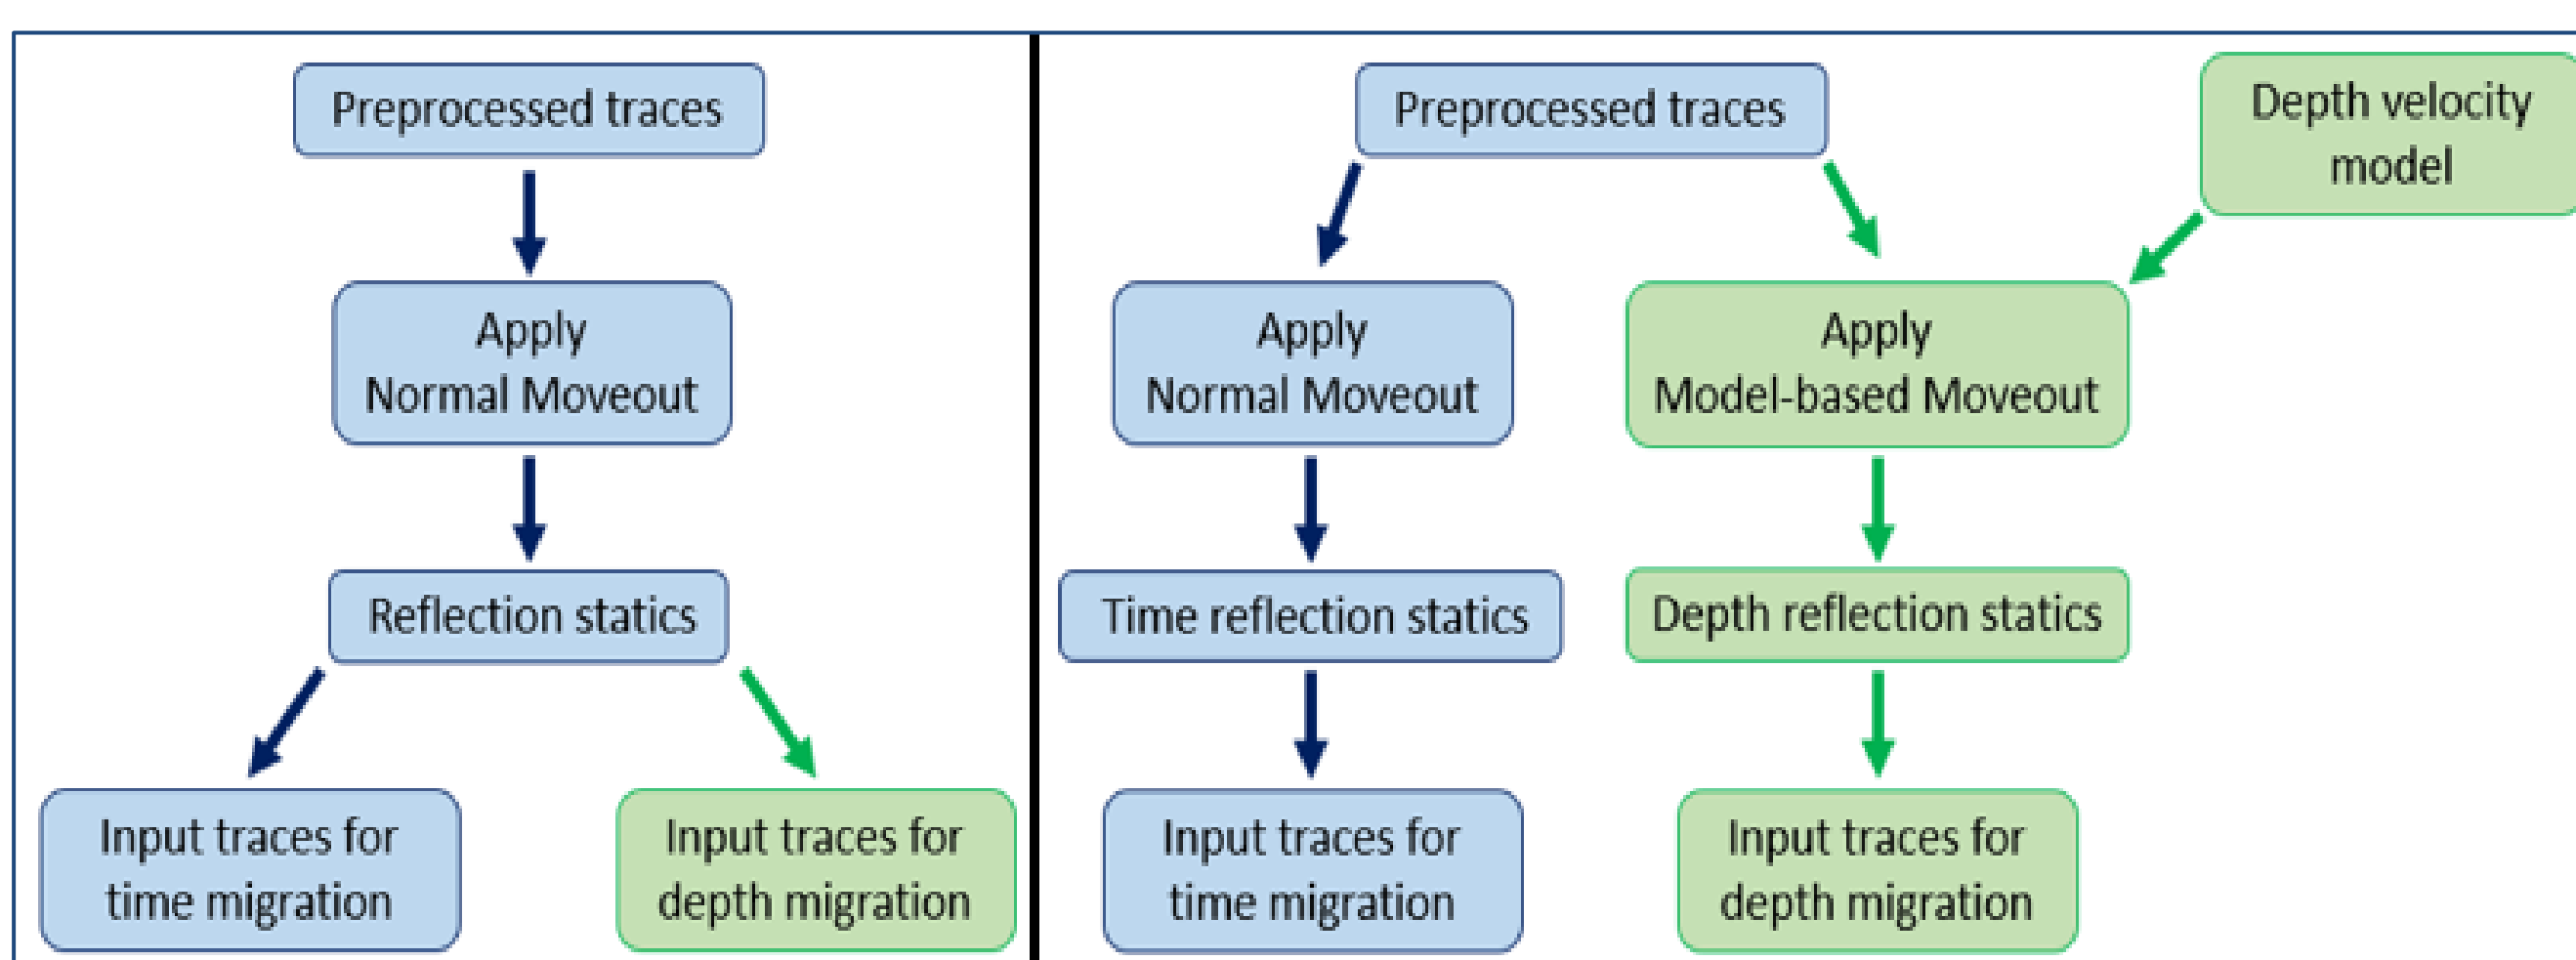 Preprocessed traces
Apply
Normal Moveout
Reflection statics
Input traces for
time migration
Input traces for
depth migration
Preprocessed traces
Depth velocity
model
Apply
Normal Moveout
Apply
Model-based Moveout
Time reflection statics
Depth reflection statics
Input traces for
time migration
Input traces for
depth migration